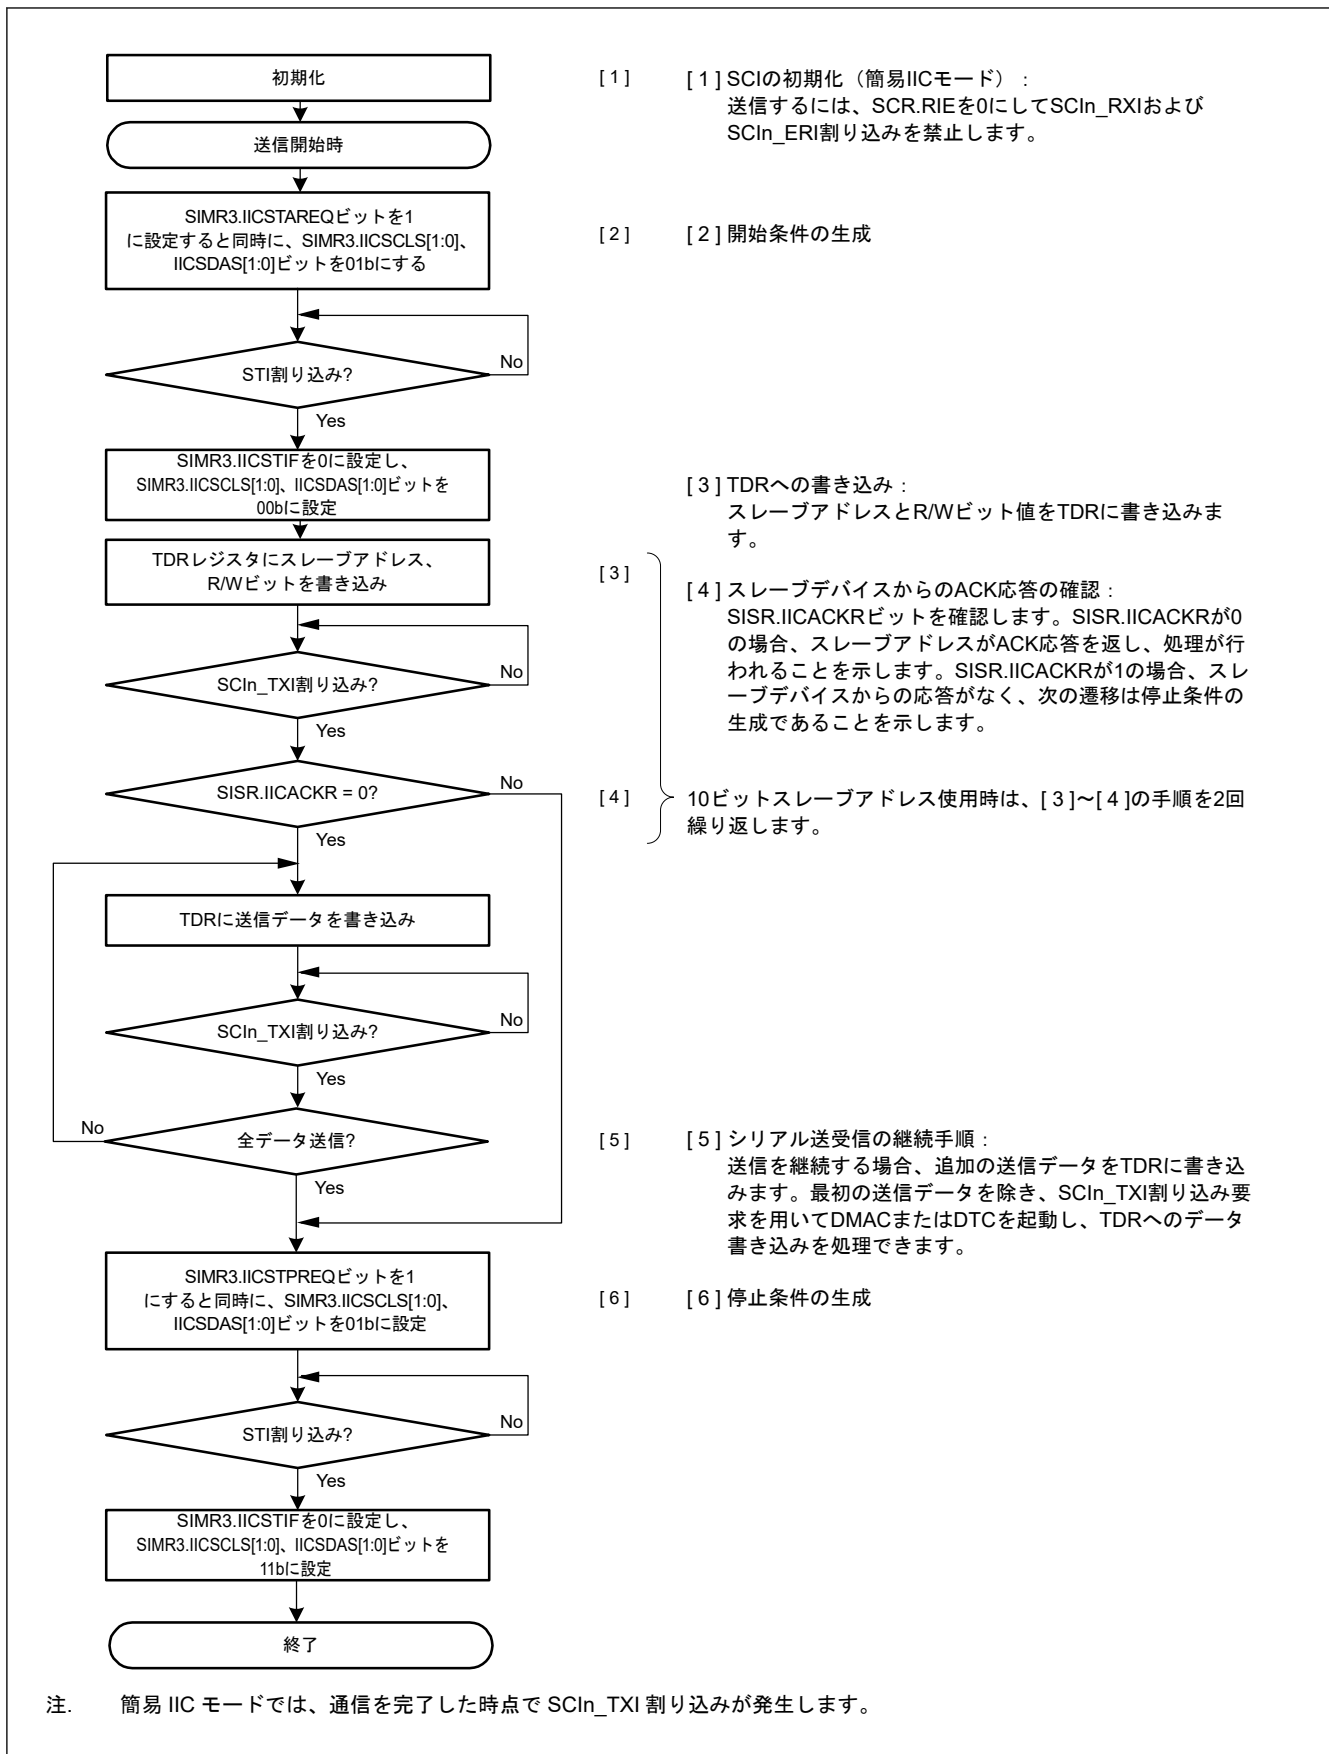 初期化
[ 1 ]
[ 1 ] SCIの初期化（簡易IICモード）：
送信するには、SCR.RIEを0にしてSCIn_RXIおよび
SCIn_ERI割り込みを禁止します。
送信開始時
SIMR3.IICSTAREQビットを1
に設定すると同時に、SIMR3.IICSCLS[1:0]、
IICSDAS[1:0]ビットを01bにする
[ 2 ]
[ 2 ] 開始条件の生成
STI割り込み?
No
Yes
SIMR3.IICSTIFを0に設定し、
SIMR3.IICSCLS[1:0]、IICSDAS[1:0]ビットを
00bに設定
[ 3 ] TDRへの書き込み：
スレーブアドレスとR/Wビット値をTDRに書き込みま
す。
TDRレジスタにスレーブアドレス、
R/Wビットを書き込み
[ 3 ]
[ 4 ] スレーブデバイスからのACK応答の確認：
SISR.IICACKRビットを確認します。SISR.IICACKRが0
の場合、スレーブアドレスがACK応答を返し、処理が行
われることを示します。SISR.IICACKRが1の場合、スレ
ーブデバイスからの応答がなく、次の遷移は停止条件の
生成であることを示します。
SCIn_TXI割り込み?
No
Yes
SISR.IICACKR = 0?
No
Yes
[ 4 ]
10ビットスレーブアドレス使用時は、[ 3 ]～[ 4 ]の手順を2回
繰り返します。
TDRに送信データを書き込み
SCIn_TXI割り込み?
No
Yes
全データ送信?
No
Yes
[ 5 ]
[ 5 ] シリアル送受信の継続手順：
送信を継続する場合、追加の送信データをTDRに書き込
みます。最初の送信データを除き、SCIn_TXI割り込み要
求を用いてDMACまたはDTCを起動し、TDRへのデータ
書き込みを処理できます。
SIMR3.IICSTPREQビットを1
にすると同時に、SIMR3.IICSCLS[1:0]、
IICSDAS[1:0]ビットを01bに設定
[ 6 ]
[ 6 ] 停止条件の生成
STI割り込み?
No
Yes
SIMR3.IICSTIFを0に設定し、
SIMR3.IICSCLS[1:0]、IICSDAS[1:0]ビットを
11bに設定
終了
注. 簡易 IIC モードでは、通信を完了した時点で SCIn_TXI 割り込みが発生します。